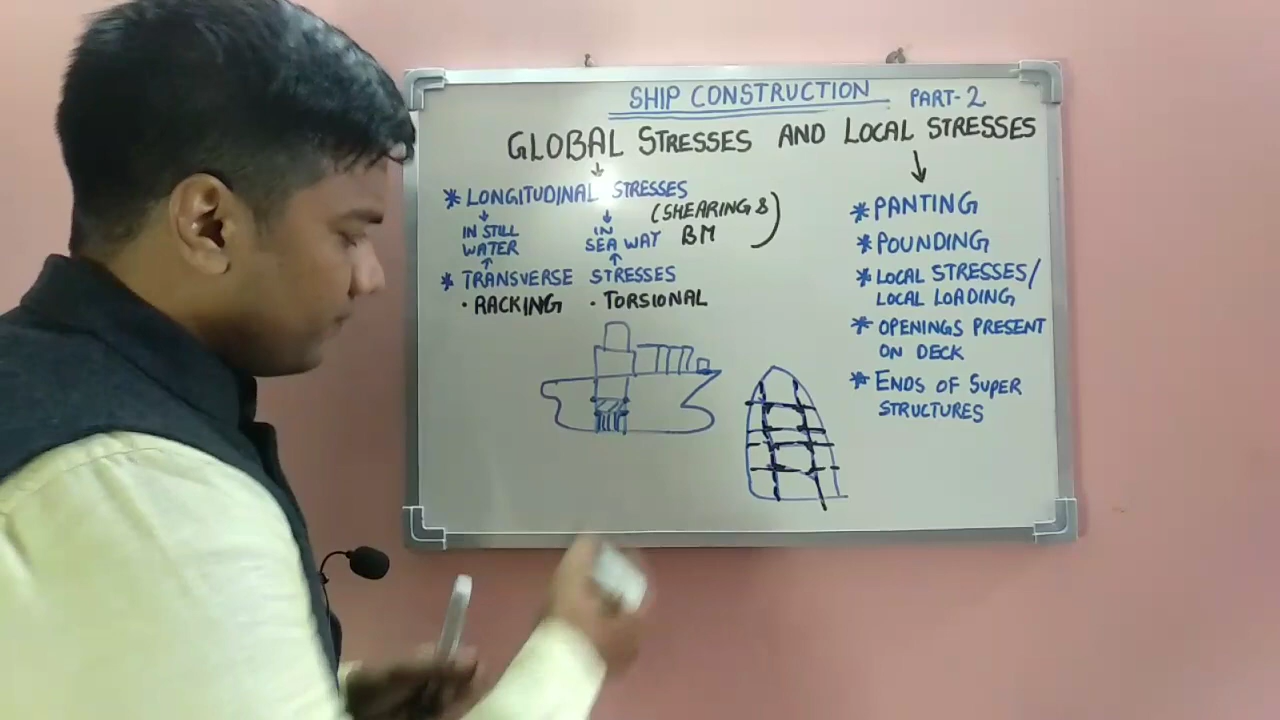 SHIP CONSTRUCTION PART-2
GLOBAL STRESSES AND LOCAL STRESSES
* LONGITUDINAL STRESSES
(SHEARING &
BM)
IN STILL
WATER
IN
SEA WAY
* TRANSVERSE STRESSES
• RACKING • TORSIONAL
* PANTING
* POUNDING
* LOCAL STRESSES/
LOCAL LOADING
* OPENINGS PRESENT
ON DECK
* ENDS OF SUPER
STRUCTURES